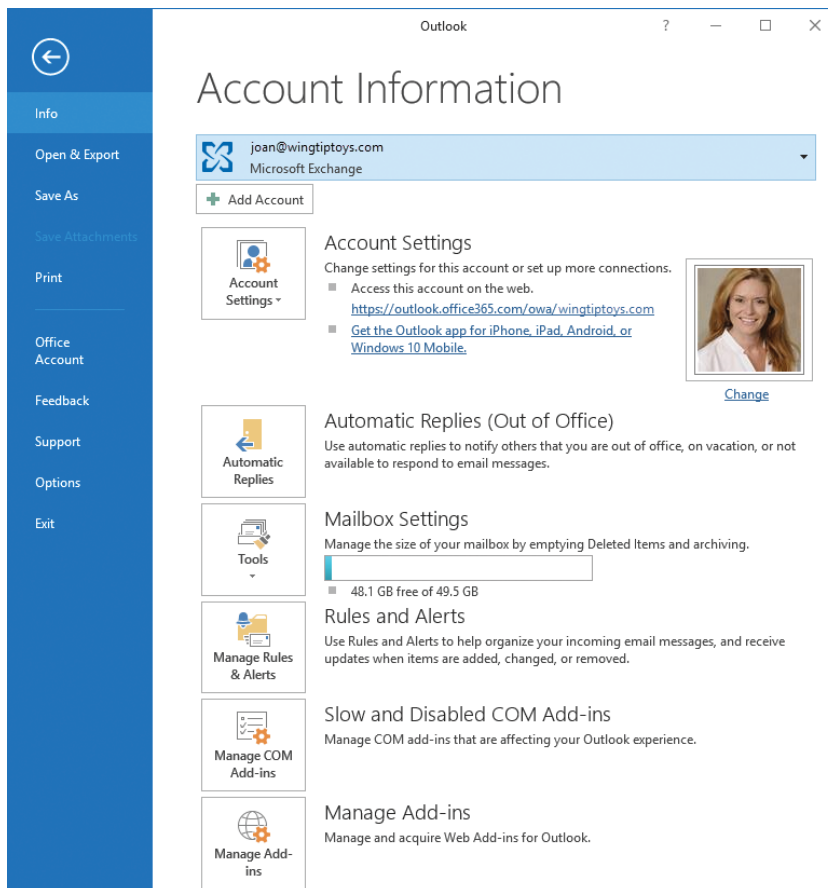 Outlook
?
Account Information
Info
Open & Export
Save As
Save Attachments
Print
Office
Account
Feedback
Support
Options
Exit
joan@wingtiptoys.com
Microsoft Exchange
Add Account
Account
Settings
Account Settings
Change settings for this account or set up more connections.
Access this account on the web.
https://outlook.office365.com/owa/wingtiptoys.com
Get the Outlook app for iPhone, iPad, Android, or
Windows 10 Mobile.
Change
Automatic
Replies
Automatic Replies (Out of Office)
Use automatic replies to notify others that you are out of office, on vacation, or not
available to respond to email messages.
Tools
Mailbox Settings
Manage the size of your mailbox by emptying Deleted Items and archiving.
48.1 GB free of 49.5 GB
Manage Rules
& Alerts
Rules and Alerts
Use Rules and Alerts to help organize your incoming email messages, and receive
updates when items are added, changed, or removed.
Manage COM
Add-ins
Slow and Disabled COM Add-ins
Manage COM add-ins that are affecting your Outlook experience.
Manage Add-
ins
Manage Add-ins
Manage and acquire Web Add-ins for Outlook.